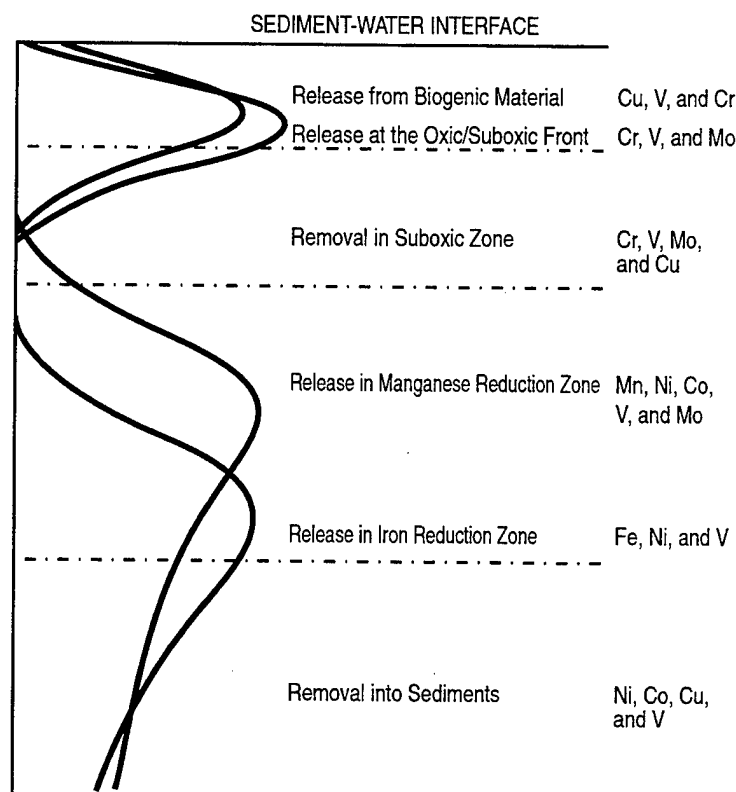 SEDIMENT-WATER INTERFACE
Release from Biogenic Material Cu, V, and Cr
Release at the Oxic/Suboxic Front Cr, V, and Mo
Removal in Suboxic Zone Cr, V, Mo,
and Cu
Release in Manganese Reduction Zone Mn, Ni, Co,
V, and Mo
Release in Iron Reduction Zone Fe, Ni, and V
Removal into Sediments Ni, Co, Cu,
and V